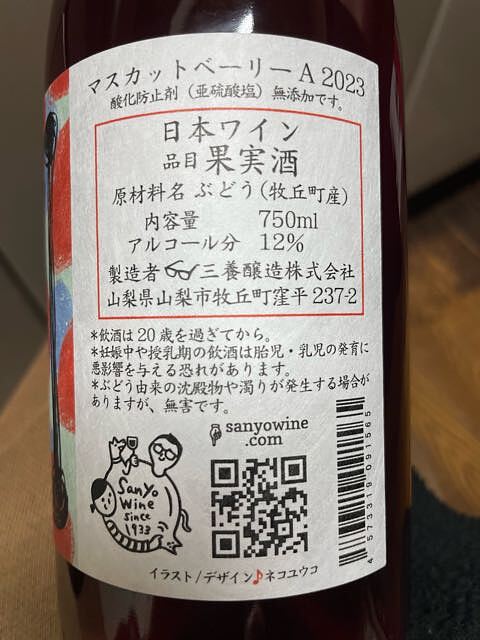 マスカットベーリーA 2023
酸化防止剤（亜硫酸塩）無添加です。
日本ワイン
品目 果実酒
原材料名 ぶどう（牧丘町産）
内容量 750ml
アルコール分 12%
製造者 三養醸造株式会社
山梨県山梨市牧丘町窪平 237-2
*飲酒は20歳を過ぎてから。
*妊娠中や授乳期の飲酒は胎児・乳児の発育に
悪影響を与える恐れがあります。
*ぶどう由来の沈殿物や濁りが発生する場合が
ありますが、無害です。
sanyowine
.com
Sanyo
Wine
since
1933
4573319091565
イラスト/デザイン♪ネコユウコ